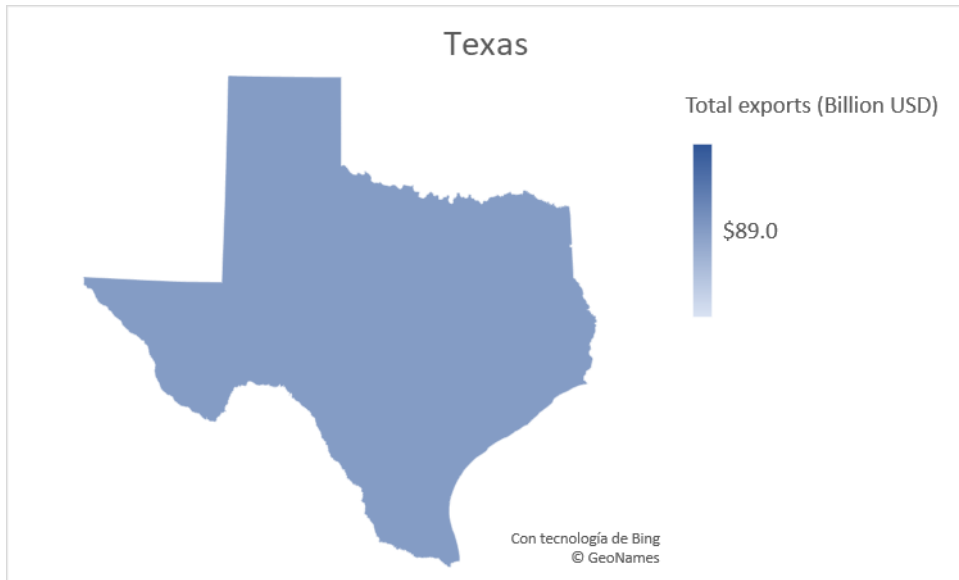 Texas
Total exports (Billion USD)
$89.0
Con tecnología de Bing
© GeoNames